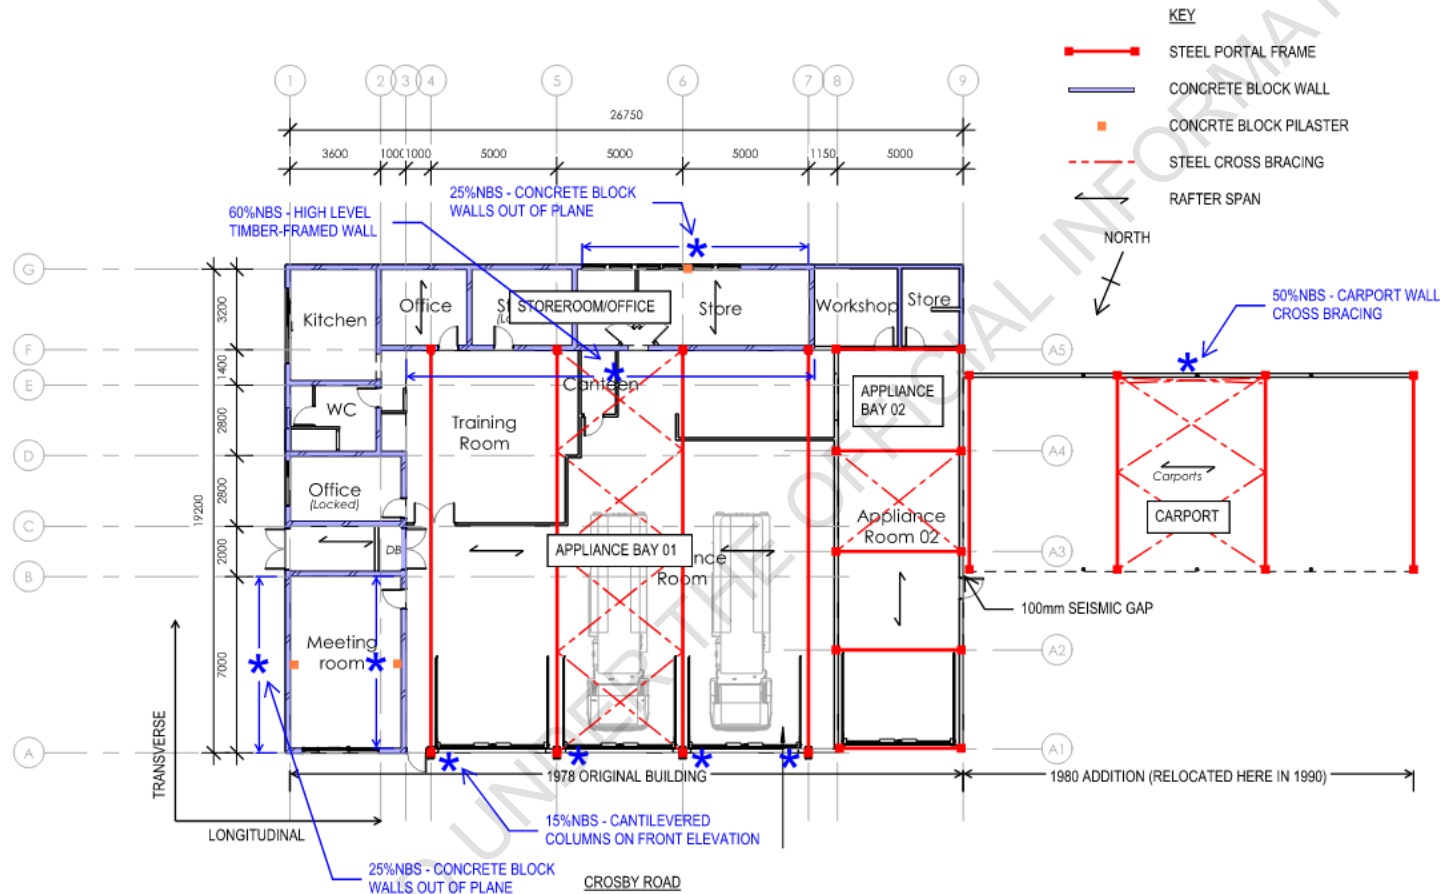 KEY
STEEL PORTAL FRAME
CONCRETE BLOCK WALL
CONCRTE BLOCK PILASTER
STEEL CROSS BRACING
RAFTER SPAN
NORTH
1
2
3
4
5
6
7
8
9
26750
3600
1000
1000
5000
5000
5000
1150
5000
25%NBS - CONCRETE BLOCK
WALLS OUT OF PLANE
60%NBS - HIGH LEVEL
TIMBER-FRAMED WALL
50%NBS - CARPORT WALL
CROSS BRACING
G
F
E
D
C
B
A
3200
1400
2800
2800
2000
7000
19200
Kitchen
Office
STOREROOM/OFFICE
Store
Workshop
Store
WC
Canteen
Training
Room
APPLIANCE
BAY 02
A5
A4
A3
A2
A1
Office
(Locked)
DB
Appliance
Room 02
Carports
CARPORT
APPLIANCE BAY 01
nce
Room
100mm SEISMIC GAP
Meeting
room
TRANSVERSE
LONGITUDINAL
1978 ORIGINAL BUILDING
1980 ADDITION (RELOCATED HERE IN 1990)
15%NBS - CANTILEVERED
COLUMNS ON FRONT ELEVATION
25%NBS - CONCRETE BLOCK
WALLS OUT OF PLANE
CROSBY ROAD
UNDER THE OFFICIAL INFORMAT